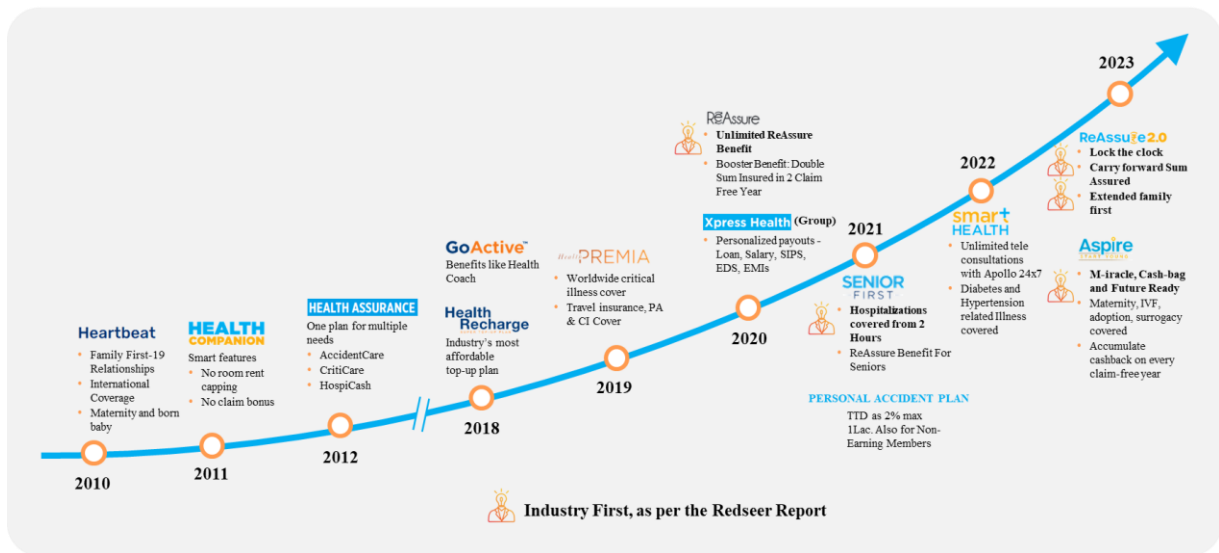 2010
Heartbeat
• Family First-19
Relationships
• International
Coverage
• Maternity and born
baby
2011
HEALTH
COMPANION
Smart features
• No room rent
capping
• No claim bonus
2012
HEALTH ASSURANCE
One plan for multiple
needs
• AccidentCare
• CritiCare
• HospiCash
2018
GoActive™
Benefits like Health
Coach
Health
Recharge
Industry's most
affordable
top-up plan
2019
Health PREMIA
• Worldwide critical
illness cover
• Travel insurance, PA
& CI Cover
2020
ReAssure
• Unlimited ReAssure
Benefit
• Booster Benefit: Double
Sum Insured in 2 Claim
Free Year
Xpress Health (Group)
• Personalized payouts -
Loan, Salary, SIPS,
EDS, EMIs
2021
SENIOR
FIRST
• Hospitalizations
covered from 2
Hours
• ReAssure Benefit For
Seniors
PERSONAL ACCIDENT PLAN
TTD as 2% max
1Lac. Also for Non-
Earning Members
2022
smart
HEALTH
• Unlimited tele
consultations
with Apollo 24x7
• Diabetes and
Hypertension
related Illness
covered
2023
ReAssure 2.0
• Lock the clock
• Carry forward Sum
Assured
• Extended family
first
Aspire
• M-iracle, Cash-bag
and Future Ready
• Maternity, IVF,
adoption, surrogacy
covered
• Accumulate
cashback on every
claim-free year
Industry First, as per the Redseer Report